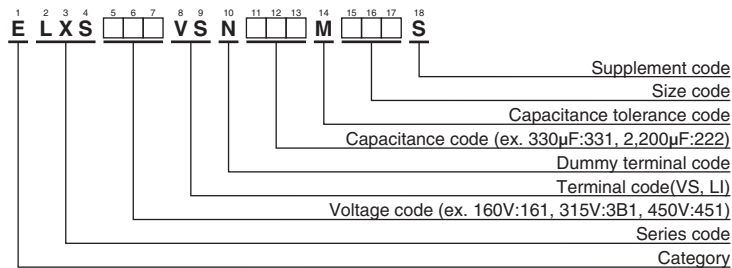 1 2 3 4 5 6 7 8 9 10 11 12 13 14 15 16 17 18
E L X S V S N M S
Supplement code
Size code
Capacitance tolerance code
Capacitance code (ex. 330μF:331, 2,200μF:222)
Dummy terminal code
Terminal code(VS, LI)
Voltage code (ex. 160V:161, 315V:3B1, 450V:451)
Series code
Category